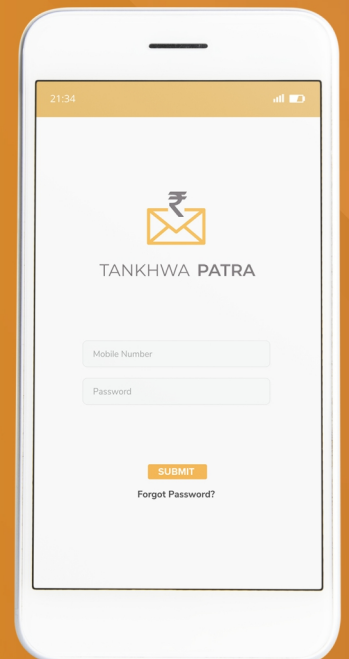 21:34
₹
TANKHWA PATRA
Mobile Number
Password
SUBMIT
Forgot Password?